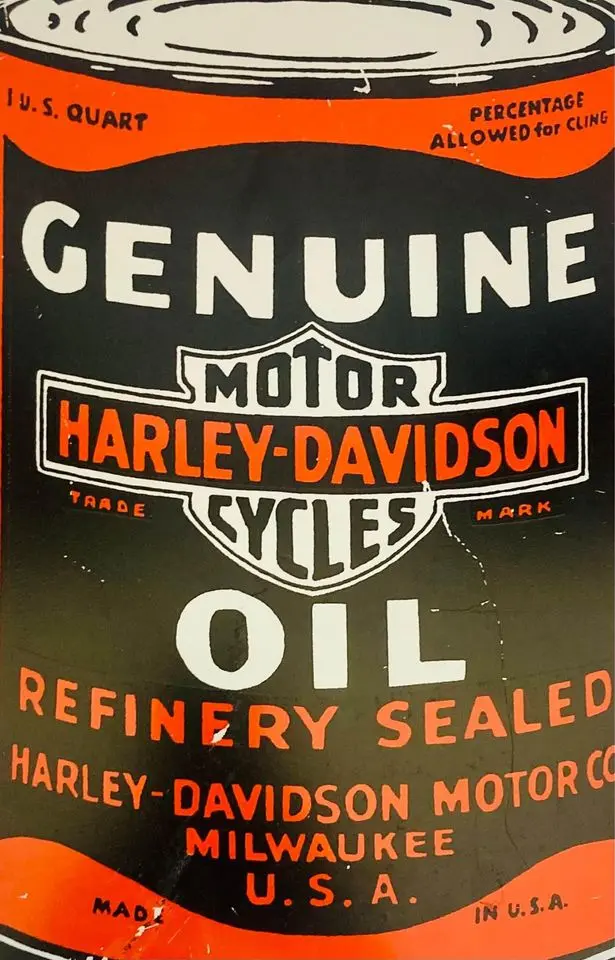 1 U.S. QUART
PERCENTAGE
ALLOWED for CLING
GENUINE
MOTOR
HARLEY-DAVIDSON
CYCLES
TRADE MARK
OIL
REFINERY SEALED
HARLEY-DAVIDSON MOTOR CO
MILWAUKEE
U.S.A.
MADE IN U.S.A.